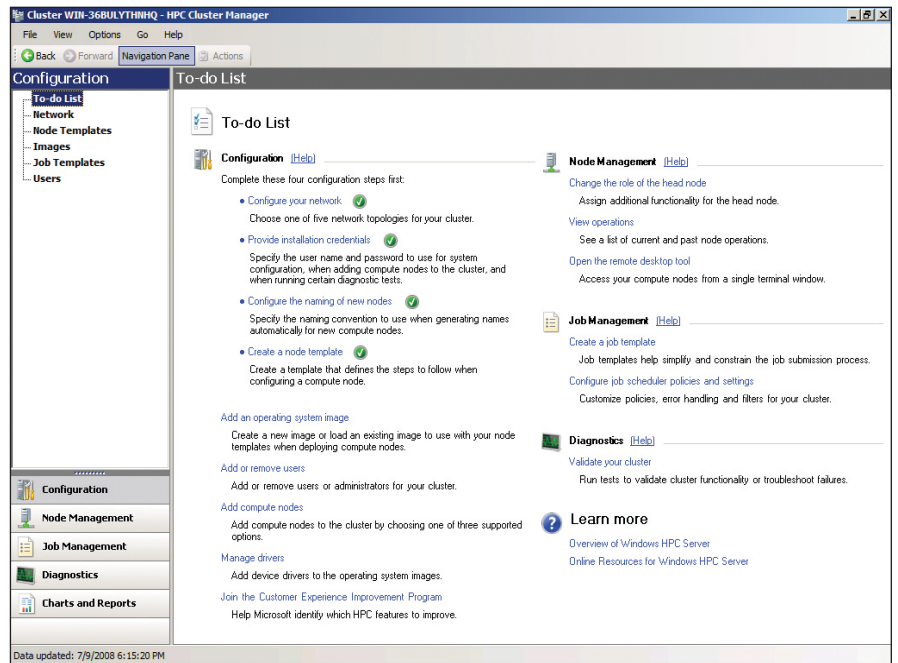 Cluster WIN-36BULYTHNHQ - HPC Cluster Manager
File View Options Go Help
Back Forward Navigation Pane Actions
Configuration
To-do List
Network
Node Templates
Images
Job Templates
Users
Configuration
Node Management
Job Management
Diagnostics
Charts and Reports
To-do List
To-do List
Configuration [Help]
Complete these four configuration steps first:
• Configure your network
Choose one of five network topologies for your cluster.
• Provide installation credentials
Specify the user name and password to use for system
configuration, when adding compute nodes to the cluster, and
when running certain diagnostic tests.
• Configure the naming of new nodes
Specify the naming convention to use when generating names
automatically for new compute nodes.
• Create a node template
Create a template that defines the steps to follow when
configuring a compute node.
Add an operating system image
Create a new image or load an existing image to use with your node
templates when deploying compute nodes.
Add or remove users
Add or remove users or administrators for your cluster.
Add compute nodes
Add compute nodes to the cluster by choosing one of three supported
options.
Manage drivers
Add device drivers to the operating system images.
Join the Customer Experience Improvement Program
Help Microsoft identify which HPC features to improve.
Node Management [Help]
Change the role of the head node
Assign additional functionality for the head node.
View operations
See a list of current and past node operations.
Open the remote desktop tool
Access your compute nodes from a single terminal window.
Job Management [Help]
Create a job template
Job templates help simplify and constrain the job submission process.
Configure job scheduler policies and settings
Customize policies, error handling and filters for your cluster.
Diagnostics [Help]
Validate your cluster
Run tests to validate cluster functionality or troubleshoot failures.
Learn more
Overview of Windows HPC Server
Online Resources for Windows HPC Server
Data updated: 7/9/2008 6:15:20 PM